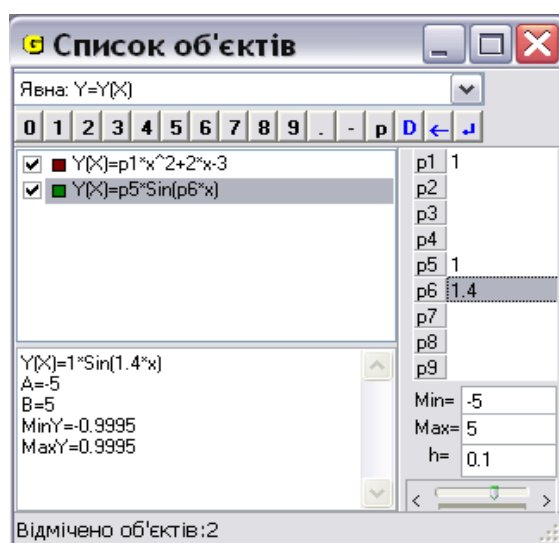 G Список об'єктів
Явна: Y=Y(X)
0 1 2 3 4 5 6 7 8 9 . - p D ← ↲
Y(X)=p1*x^2+2*x-3
Y(X)=p5*Sin(p6*x)
p1 1
p2
p3
p4
p5 1
p6 1.4
p7
p8
p9
Y(X)=1*Sin(1.4*x)
A=-5
B=5
MinY=-0.9995
MaxY=0.9995
Min= -5
Max= 5
h= 0.1
< >
Відмічено об'єктів:2